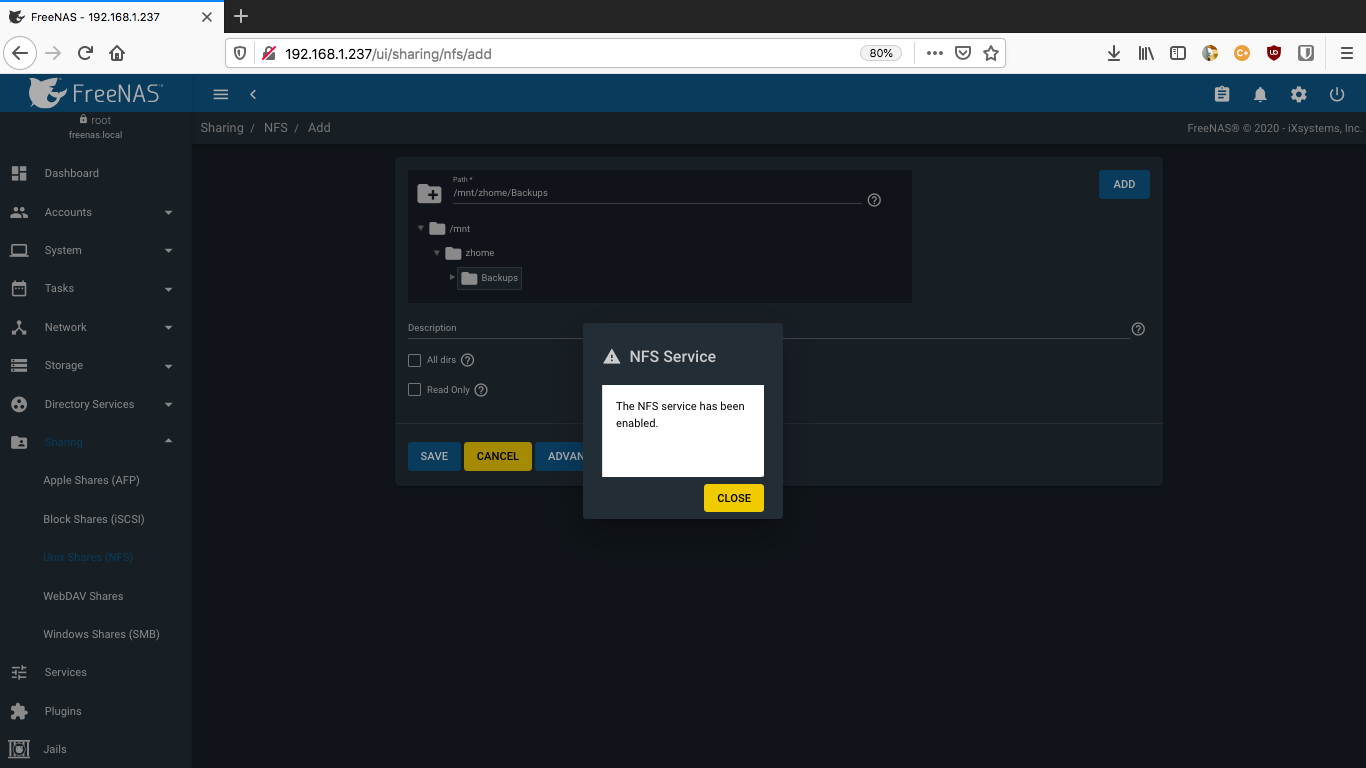 FreeNAS - 192.168.1.237
192.168.1.237/ui/sharing/nfs/add
80%
FreeNAS
root
freenas.local
Sharing / NFS / Add
FreeNAS® © 2020 - iXsystems, Inc.
Dashboard
Accounts
System
Tasks
Network
Storage
Directory Services
Sharing
Apple Shares (AFP)
Block Shares (iSCSI)
Unix Shares (NFS)
WebDAV Shares
Windows Shares (SMB)
Services
Plugins
Jails
Path *
/mnt/zhome/Backups
ADD
/mnt
zhome
Backups
Description
All dirs
Read Only
SAVE
CANCEL
ADVAN
NFS Service
The NFS service has been
enabled.
CLOSE